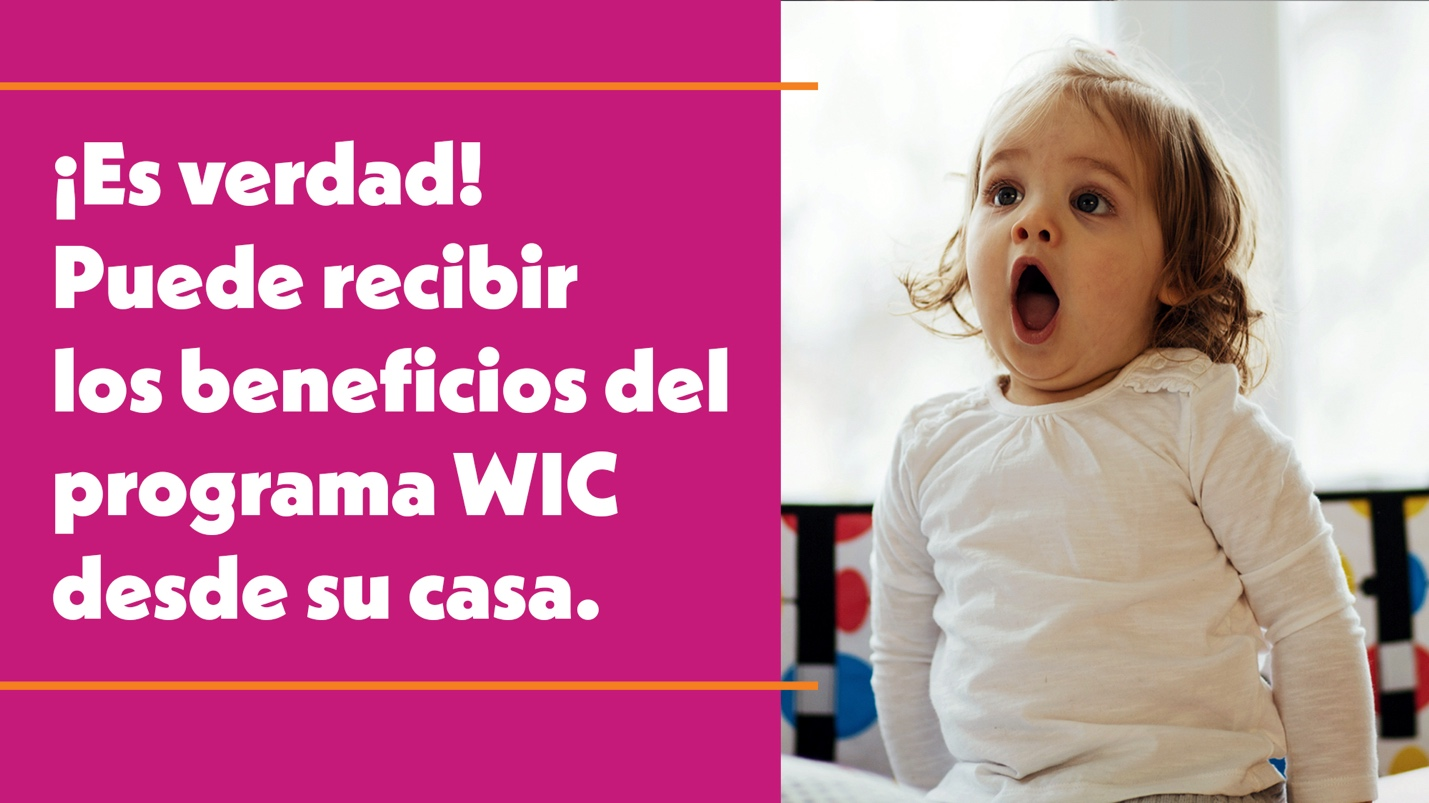 ¡Es verdad!
Puede recibir
los beneficios del
programa WIC
desde su casa.